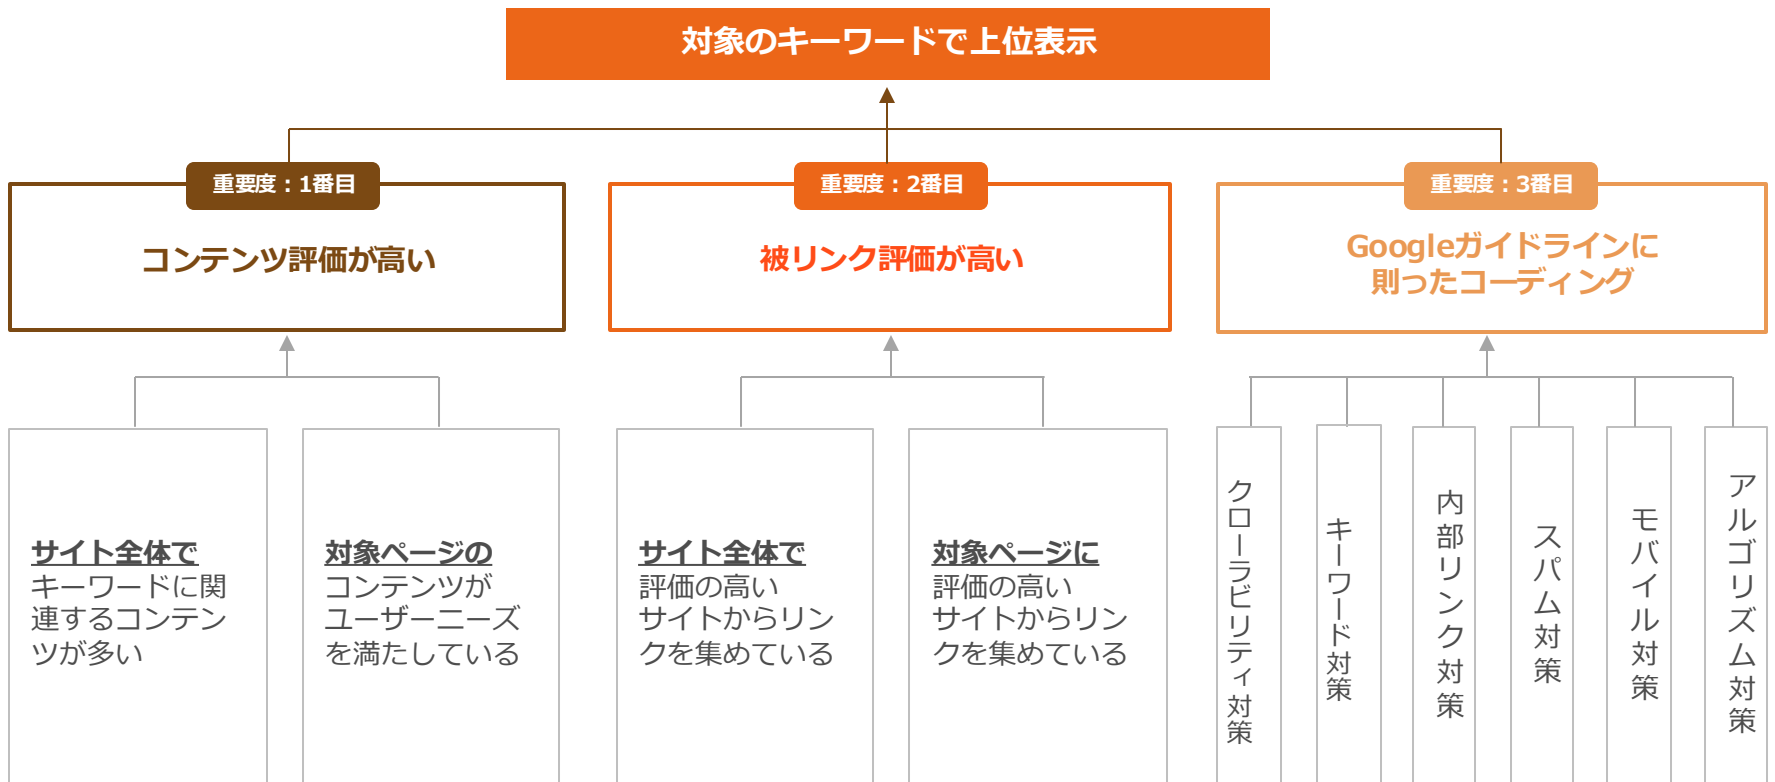 対象のキーワードで上位表示
重要度：1番目
コンテンツ評価が高い
重要度：2番目
被リンク評価が高い
重要度：3番目
Googleガイドラインに
則ったコーディング
サイト全体で
キーワードに関
連するコンテン
ツが多い
対象ページの
コンテンツが
ユーザーニーズ
を満たしている
サイト全体で
評価の高い
サイトからリン
クを集めている
対象ページに
評価の高い
サイトからリン
クを集めている
クローラビリティ対策
キーワード対策
内部リンク対策
スパム対策
モバイル対策
アルゴリズム対策